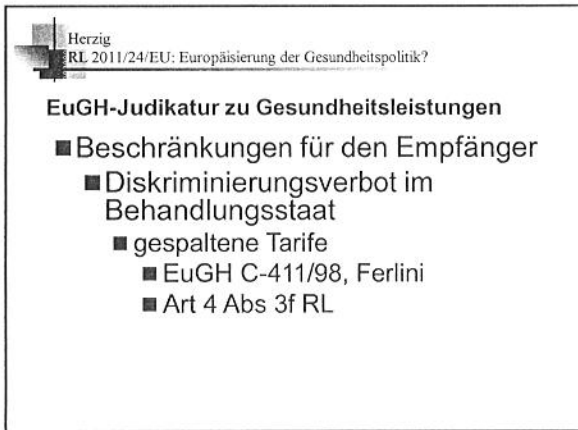 Herzig
RL 2011/24/EU: Europäisierung der Gesundheitspolitik?
EuGH-Judikatur zu Gesundheitsleistungen
Beschränkungen für den Empfänger
Diskriminierungsverbot im
Behandlungsstaat
gespaltene Tarife
EuGH C-411/98, Ferlini
Art 4 Abs 3f RL